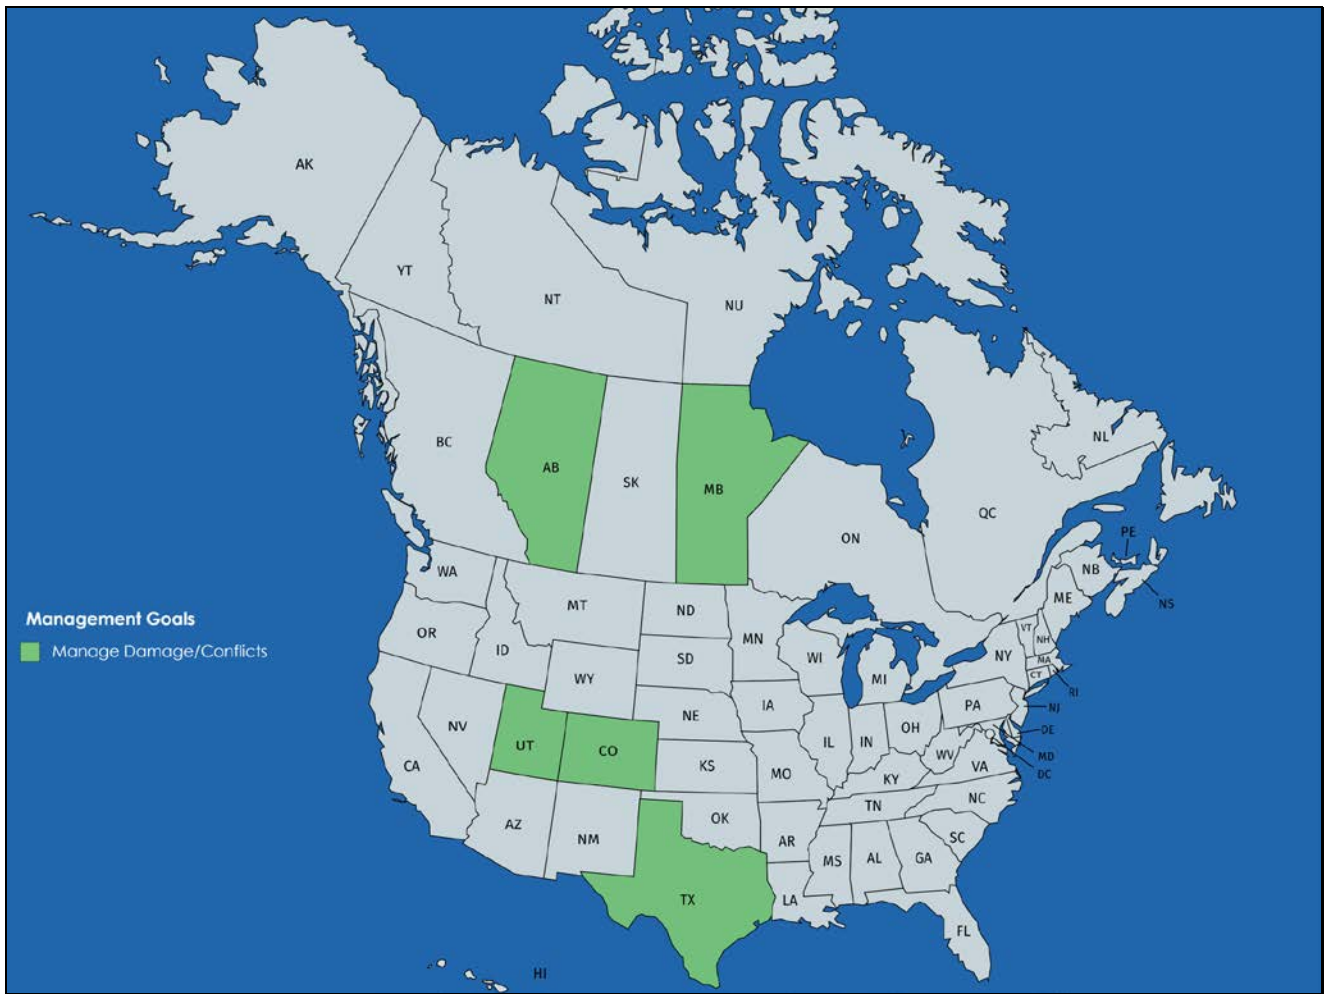 AK
YT
NT
NU
BC
AB
SK
MB
ON
QC
NL
PE
NB
NS
ME
WA
MT
ND
MN
OR
ID
SD
WI
MI
VT
NH
NY
MA
CT
RI
Management Goals
Manage Damage/Conflicts
WY
NE
IA
PA
NJ
NV
UT
CO
IL
IN
OH
DE
CA
KS
MO
WV
VA
MD
DC
KY
TN
NC
AZ
NM
OK
AR
SC
MS
AL
GA
TX
LA
FL
HI